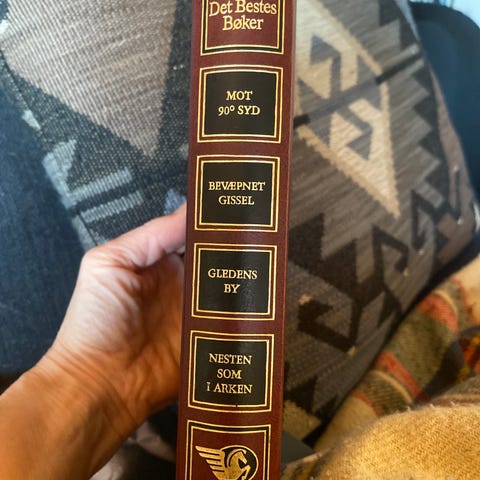 Det Bestes
Bøker
MOT
90° SYD
BEVÆPNET
GISSEL
GLEDENS
BY
NESTEN
SOM
I ARKEN